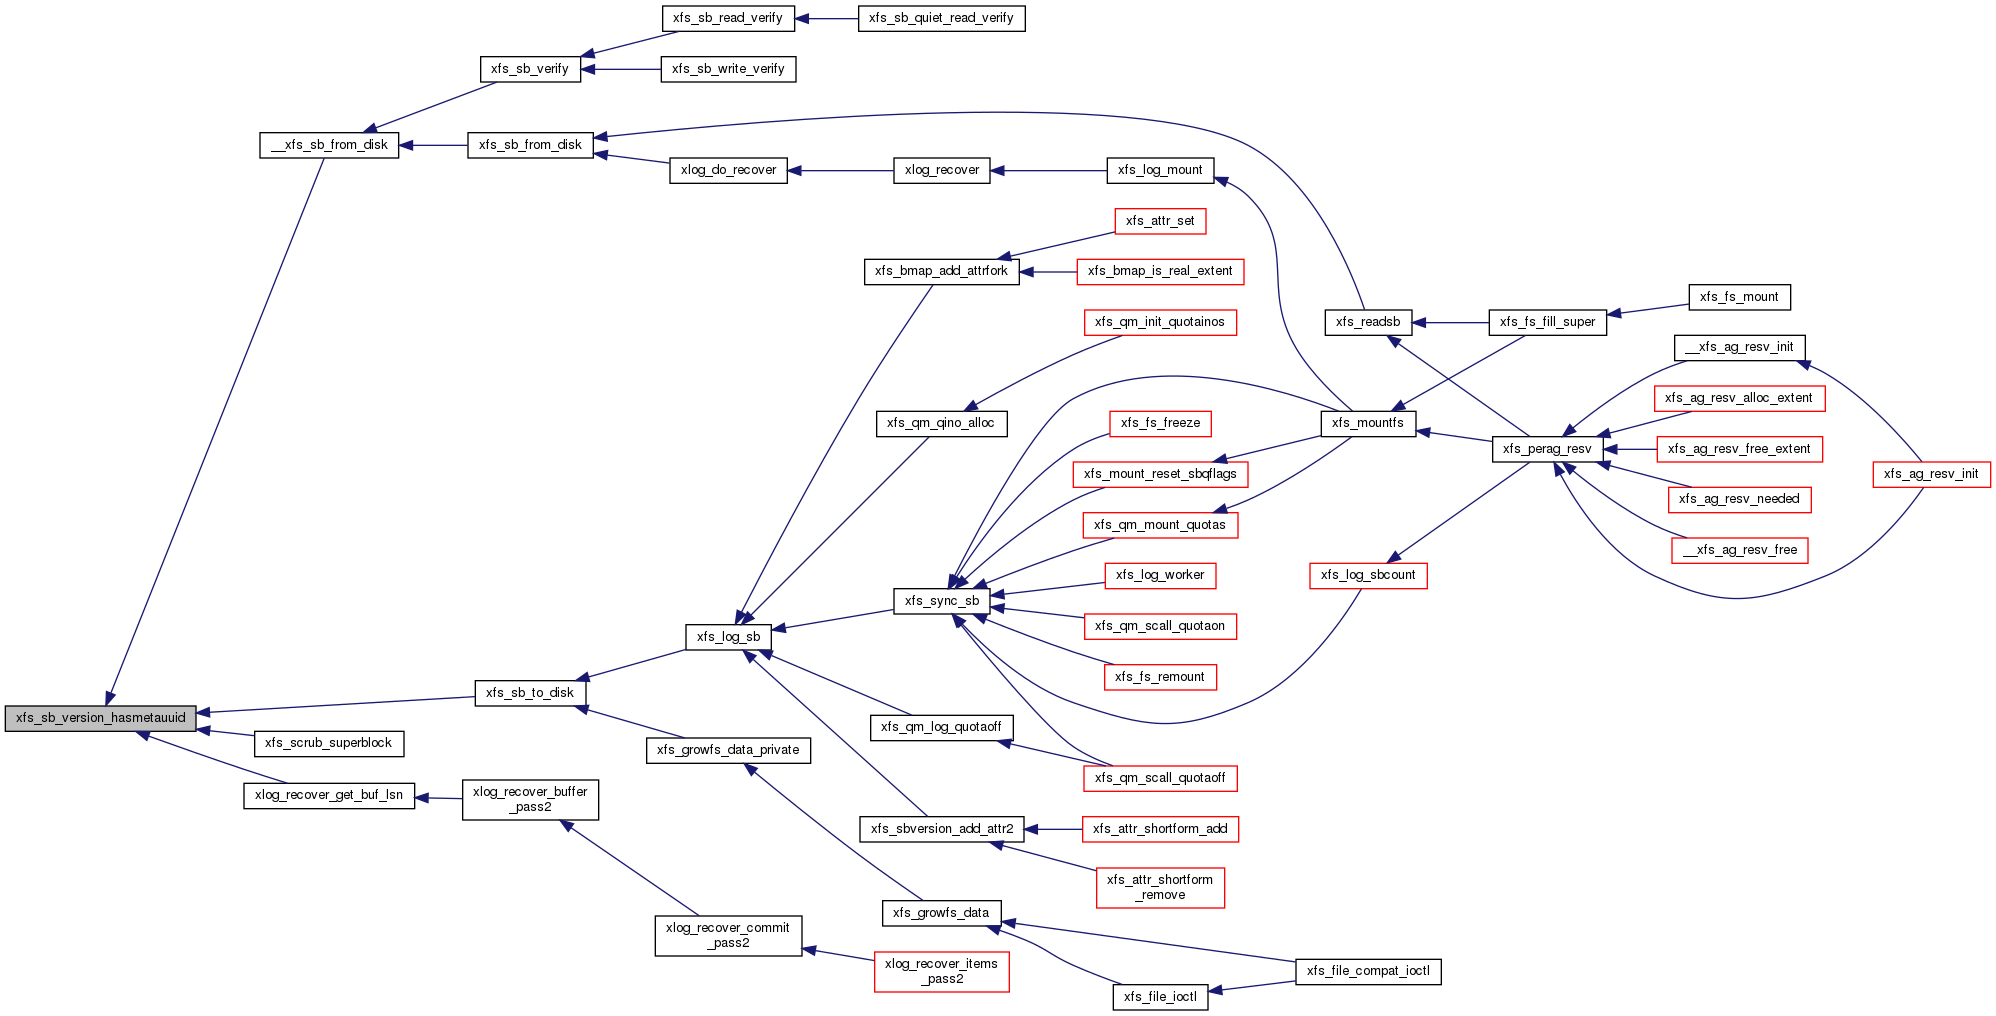 xfs_sb_read_verify
xfs_sb_quiet_read_verify
xfs_sb_verify
xfs_sb_write_verify
__xfs_sb_from_disk
xfs_sb_from_disk
xlog_do_recover
xlog_recover
xfs_log_mount
xfs_attr_set
xfs_bmap_add_attrfork
xfs_bmap_is_real_extent
xfs_fs_mount
xfs_qm_init_quotainos
xfs_readsb
xfs_fs_fill_super
__xfs_ag_resv_init
xfs_ag_resv_alloc_extent
xfs_qm_qino_alloc
xfs_fs_freeze
xfs_mountfs
xfs_perag_resv
xfs_ag_resv_free_extent
xfs_mount_reset_sbqflags
xfs_ag_resv_init
xfs_ag_resv_needed
xfs_qm_mount_quotas
__xfs_ag_resv_free
xfs_log_worker
xfs_log_sbcount
xfs_sync_sb
xfs_qm_scall_quotaon
xfs_log_sb
xfs_fs_remount
xfs_sb_to_disk
xfs_sb_version_hasmetauuid
xfs_qm_log_quotaoff
xfs_scrub_superblock
xfs_growfs_data_private
xfs_qm_scall_quotaoff
xlog_recover_get_buf_lsn
xlog_recover_buffer
_pass2
xfs_sbversion_add_attr2
xfs_attr_shortform_add
xfs_attr_shortform
_remove
xfs_growfs_data
xlog_recover_commit
_pass2
xlog_recover_items
_pass2
xfs_file_compat_ioctl
xfs_file_ioctl